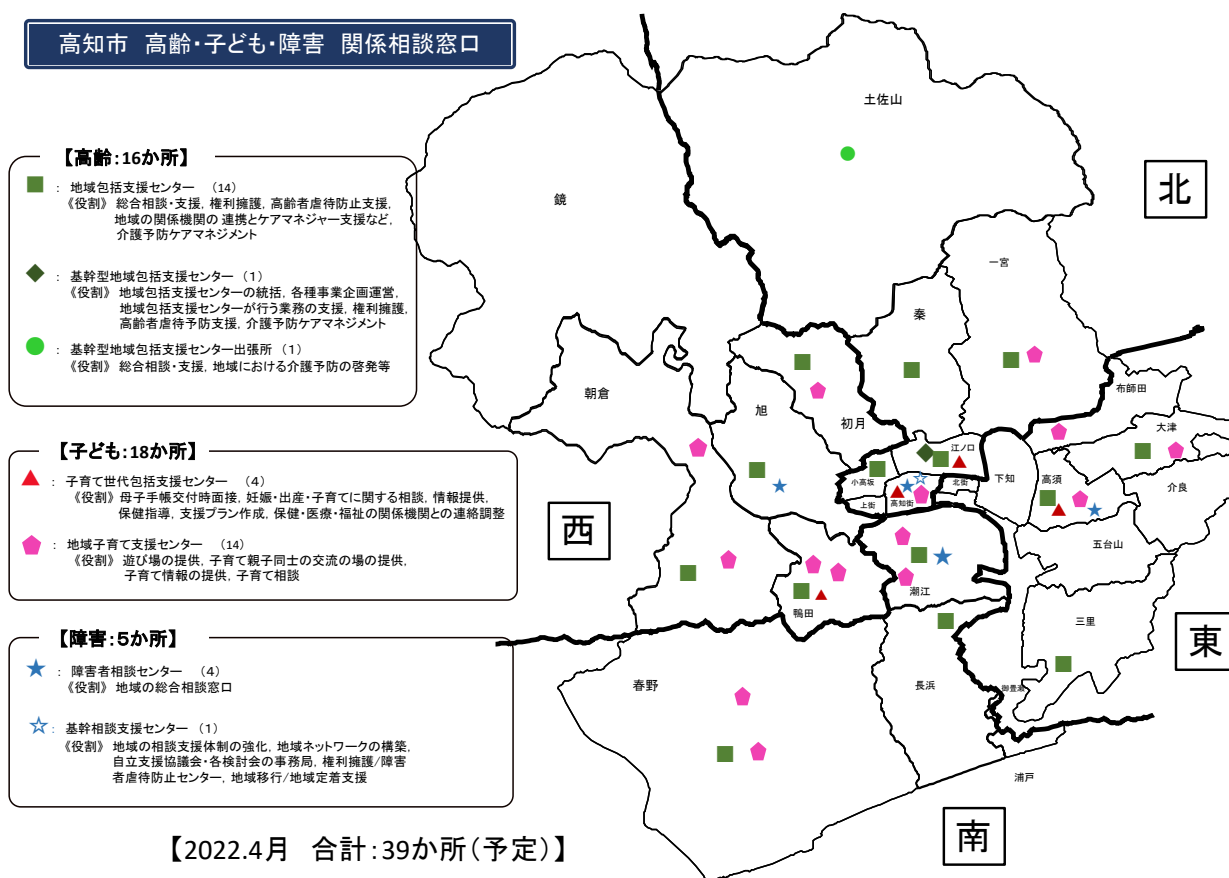 高知市 高齢・子ども・障害 関係相談窓口
【高齢:16か所】
: 地域包括支援センター (14)
《役割》 総合相談・支援, 権利擁護, 高齢者虐待防止支援,
地域の関係機関の 連携とケアマネジャー支援など,
介護予防ケアマネジメント
: 基幹型地域包括支援センター (1)
《役割》 地域包括支援センターの統括, 各種事業企画運営,
地域包括支援センターが行う業務の支援, 権利擁護,
高齢者虐待予防支援, 介護予防ケアマネジメント
: 基幹型地域包括支援センター出張所 (1)
《役割》 総合相談・支援, 地域における介護予防の啓発等
【子ども:18か所】
: 子育て世代包括支援センター (4)
《役割》 母子手帳交付時面接, 妊娠・出産・子育てに関する相談, 情報提供,
保健指導, 支援プラン作成, 保健・医療・福祉の関係機関との連絡調整
: 地域子育て支援センター (14)
《役割》 遊び場の提供, 子育て親子同士の交流の場の提供,
子育て情報の提供, 子育て相談
【障害:5か所】
: 障害者相談センター (4)
《役割》 地域の総合相談窓口
: 基幹相談支援センター (1)
《役割》 地域の相談支援体制の強化, 地域ネットワークの構築,
自立支援協議会・各検討会の事務局, 権利擁護/障害
者虐待防止センター, 地域移行/地域定着支援
【2022.4月 合計:39か所(予定)】
土佐山
北
鏡
一宮
秦
朝倉
旭
初月
布師田
大津
江ノ口
小高坂
北街
下知
高須
介良
上街
高知街
西
五台山
潮江
鴨田
三里
東
春野
長浜
御畳瀬
浦戸
南